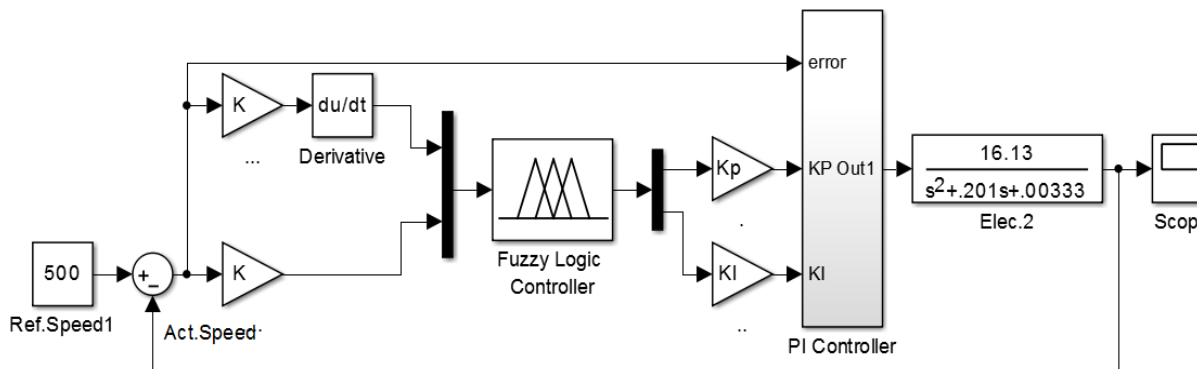 error
K
du/dt
...
Derivative
Kp
KP Out1
16.13
s²+.201s+.00333
Elec.2
Scop
.
Fuzzy Logic
Controller
500
+
-
K
KI
KI
Ref.Speed1
Act.Speed.
..
PI Controller